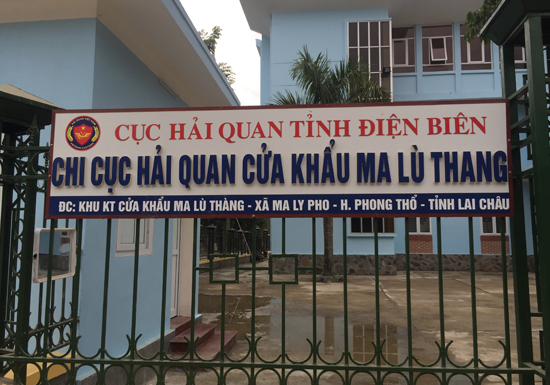 CỤC HẢI QUAN TỈNH ĐIỆN BIÊN
CHI CỤC HẢI QUAN CỬA KHẨU MA LÙ THANG
ĐC: KHU KT CỬA KHẨU MA LÙ THÀNG - XÃ MA LY PHO - H. PHONG THỔ - TỈNH LAI CHÂU